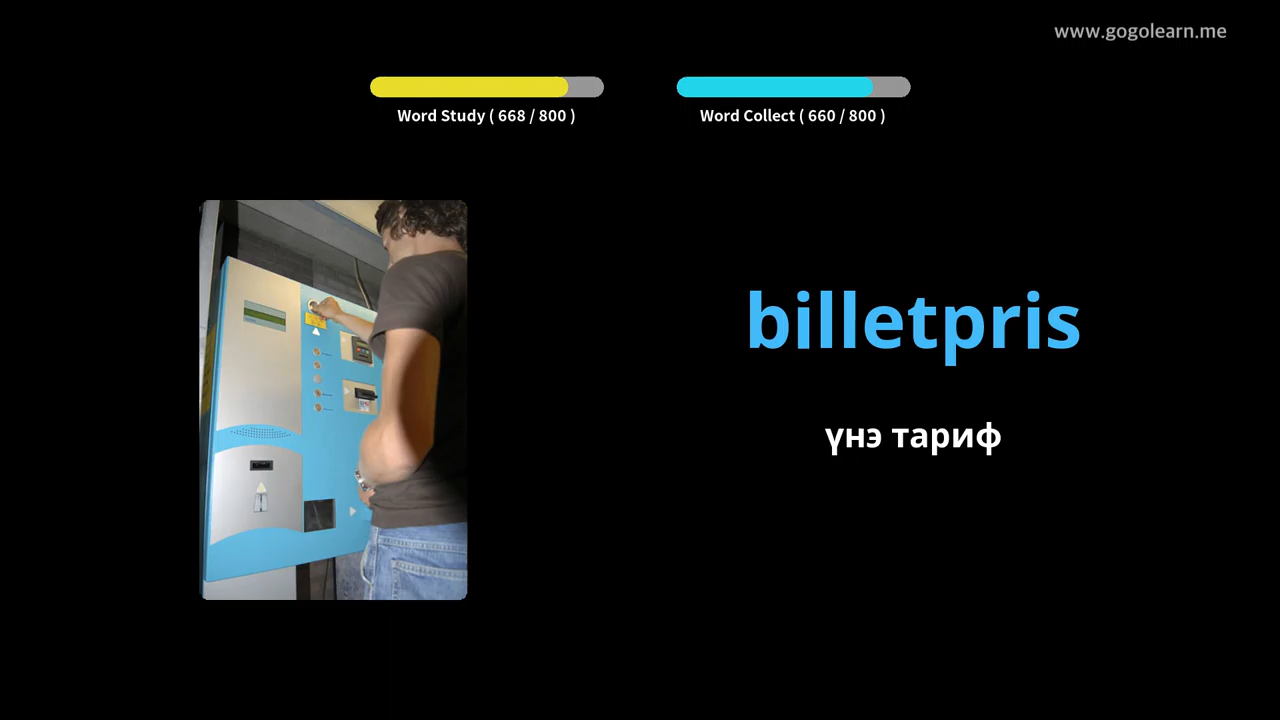 www.gogolearn.me
Word Study ( 668 / 800 )
Word Collect ( 660 / 800 )
billetpris
үнэ тариф